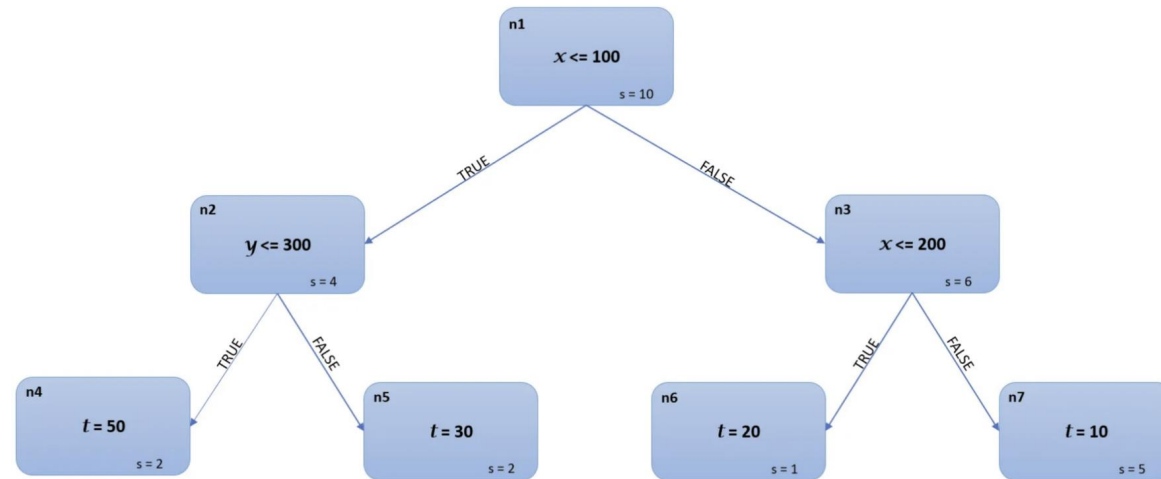 n1
x <= 100
s = 10
TRUE
FALSE
n2
y <= 300
s = 4
n3
x <= 200
s = 6
TRUE
FALSE
TRUE
FALSE
n4
t = 50
s = 2
n5
t = 30
s = 2
n6
t = 20
s = 1
n7
t = 10
s = 5